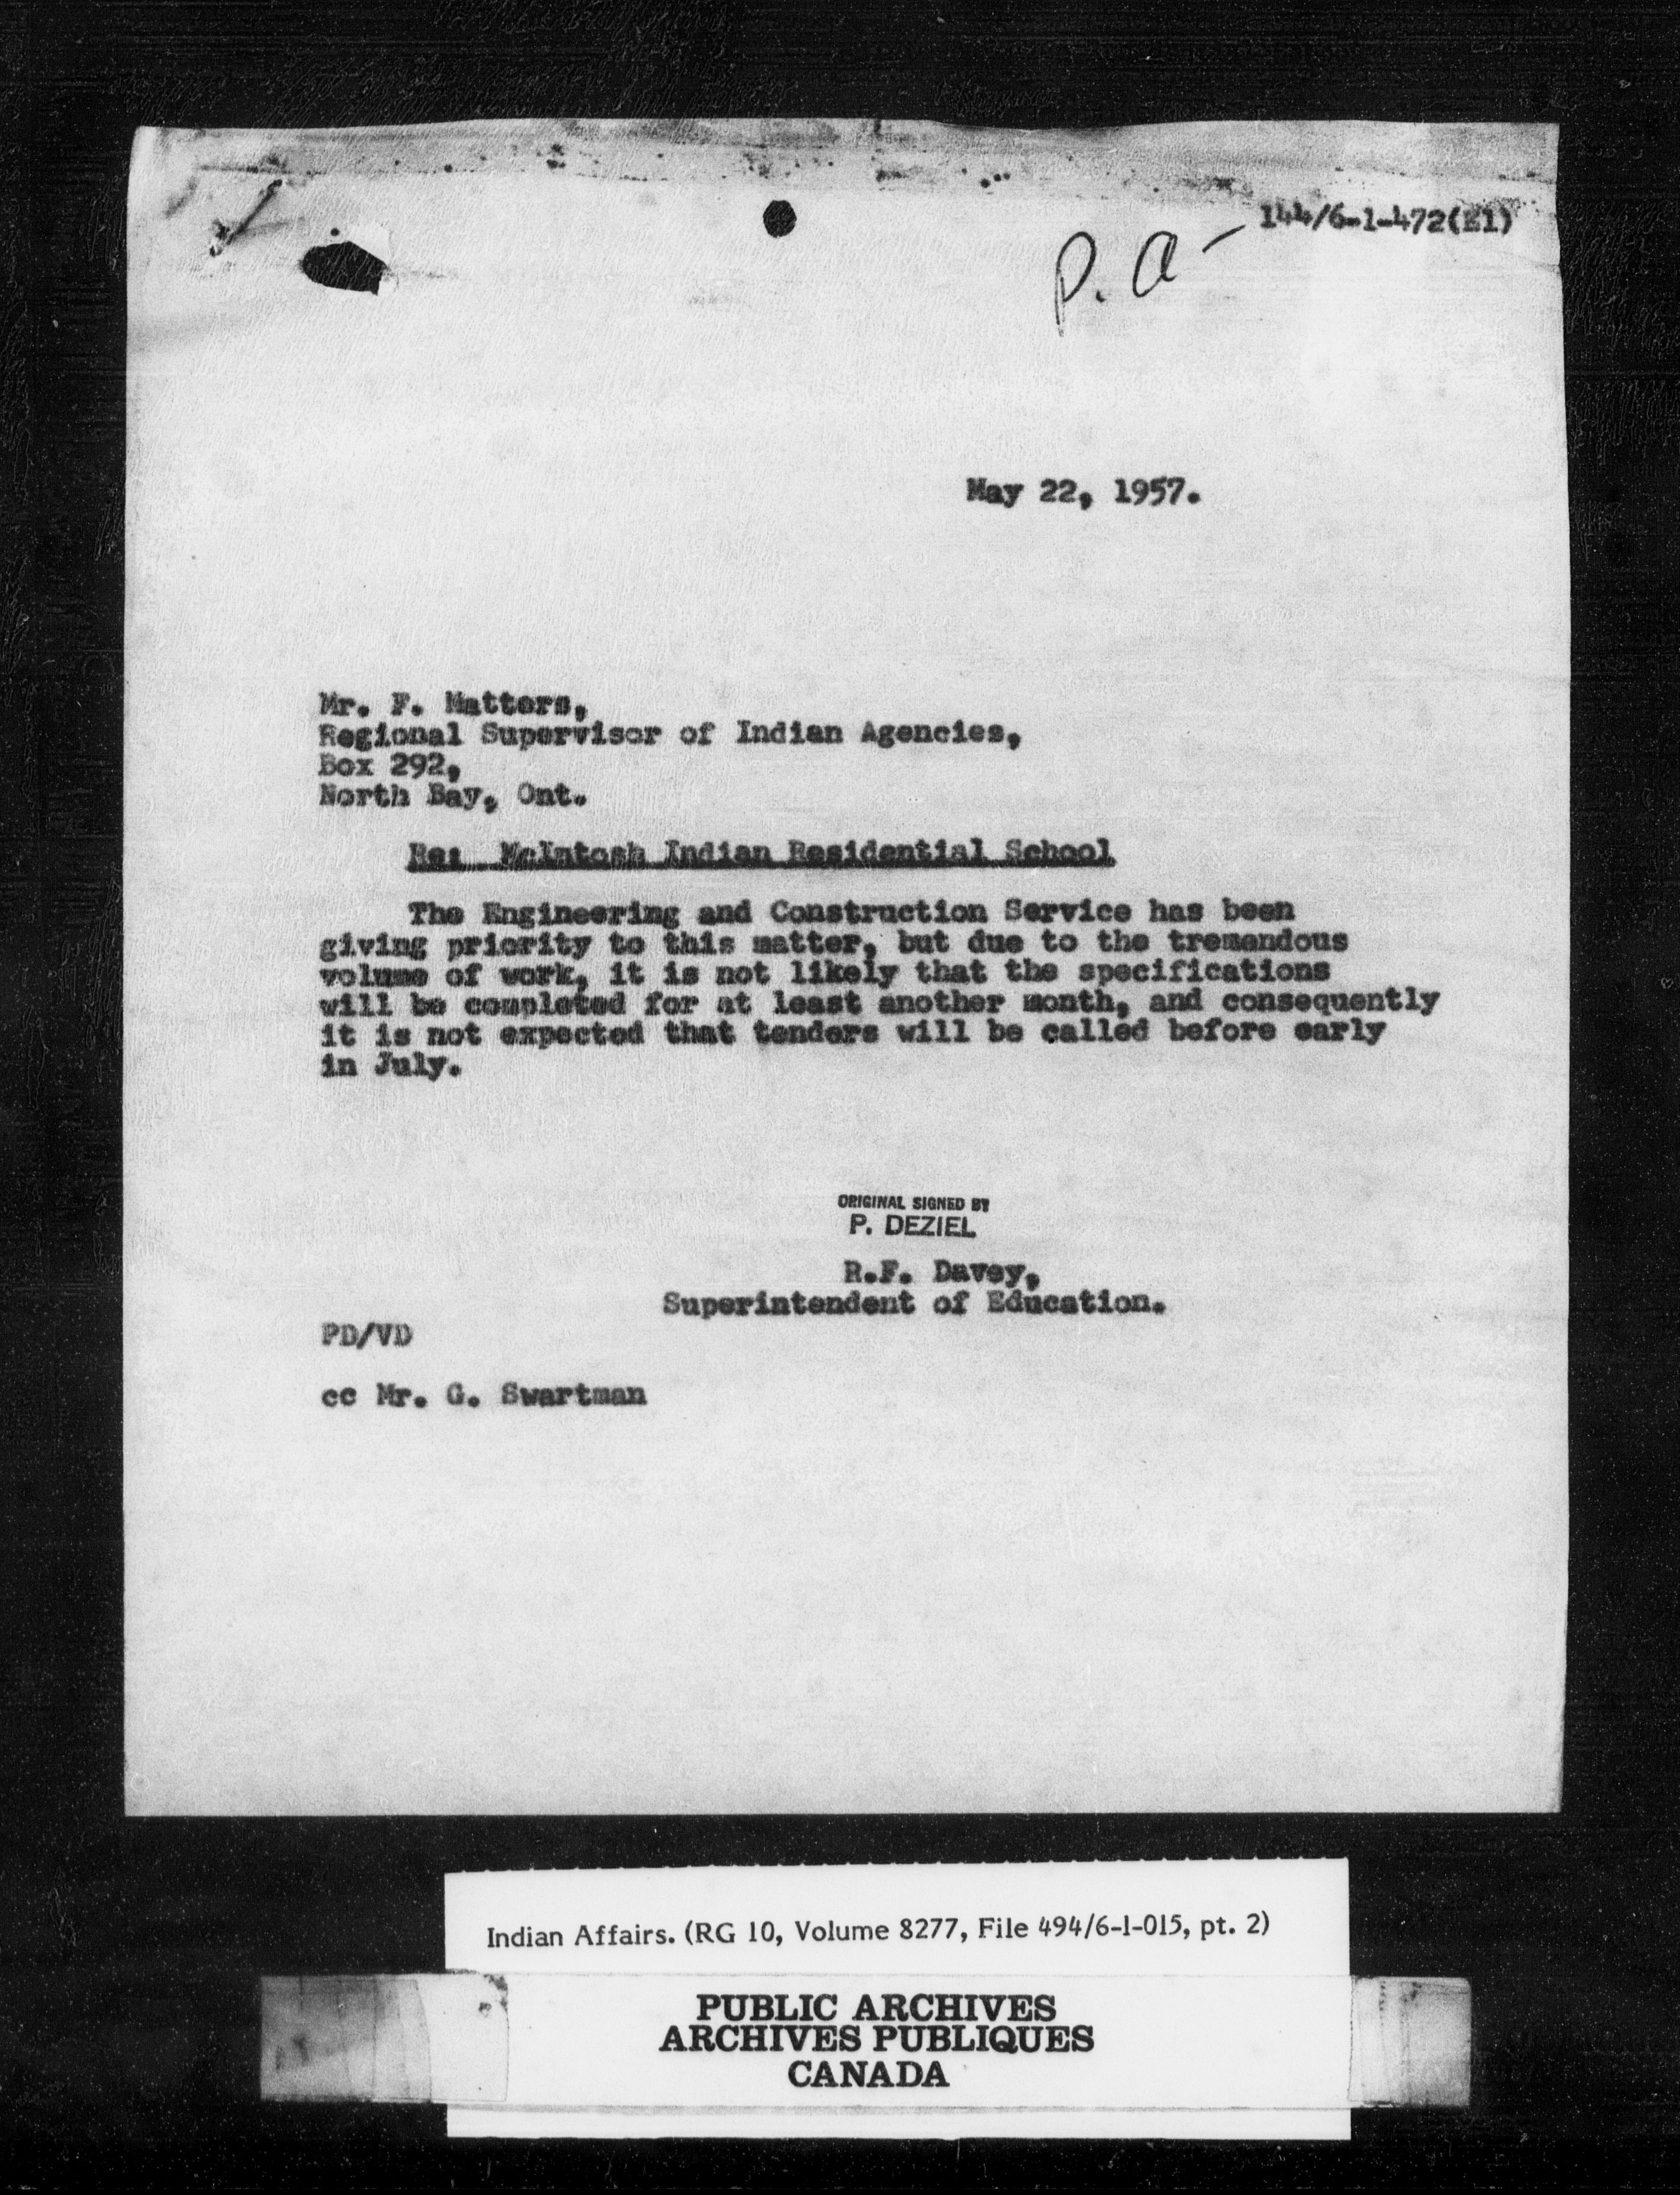 144/6-1-472(E1)
P. A -
May 22, 1957.
Mr. F. Matters,
Regional Supervisor of Indian Agencies,
Box 292,
North Bay, Ont.
Re: McIntosh Indian Residential School
The Engineering and Construction Service has been
giving priority to this matter, but due to the tremendous
volume of work, it is not likely that the specifications
will be completed for at least another month, and consequently
it is not expected that tenders will be called before early
in July.
ORIGINAL SIGNED BY
P. DEZIEL
R.F. Davey,
Superintendent of Education.
PD/VD
cc Mr. G. Swartman
Indian Affairs. (RG 10, Volume 8277, File 494/6-1-015, pt. 2)
PUBLIC ARCHIVES
ARCHIVES PUBLIQUES
CANADA